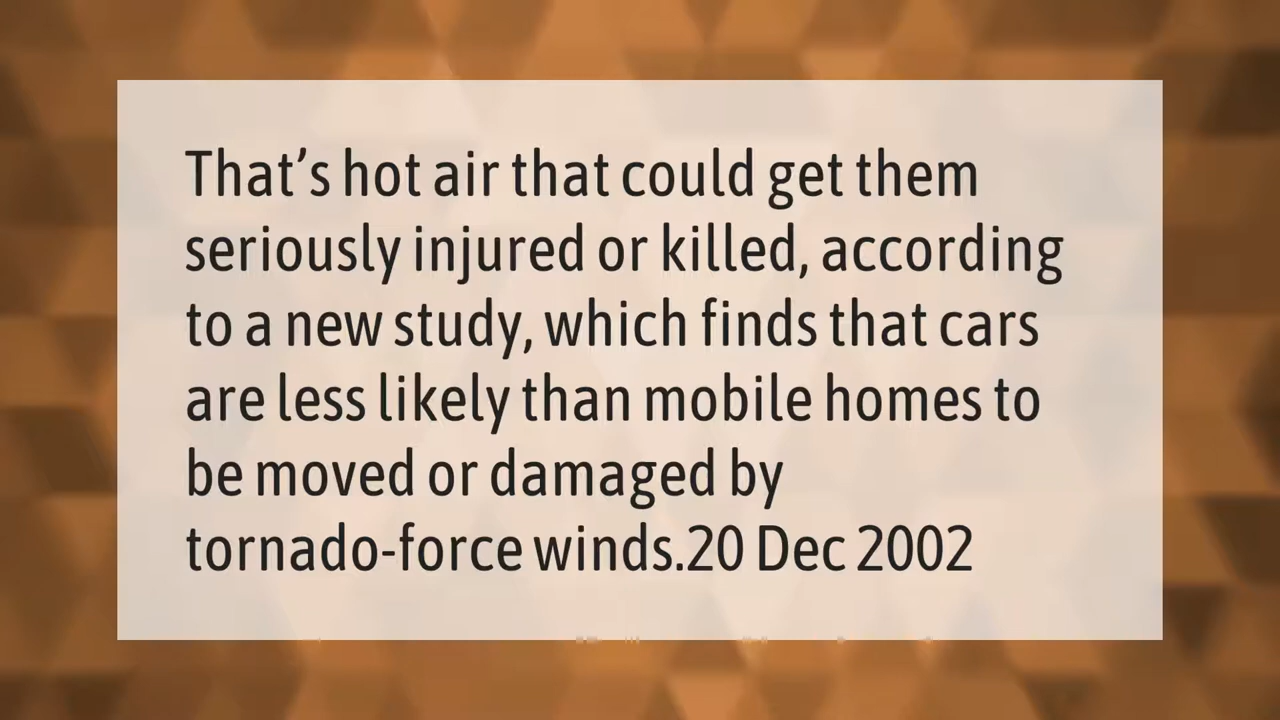 That’s hot air that could get them
seriously injured or killed, according
to a new study, which finds that cars
are less likely than mobile homes to
be moved or damaged by
tornado-force winds.20 Dec 2002